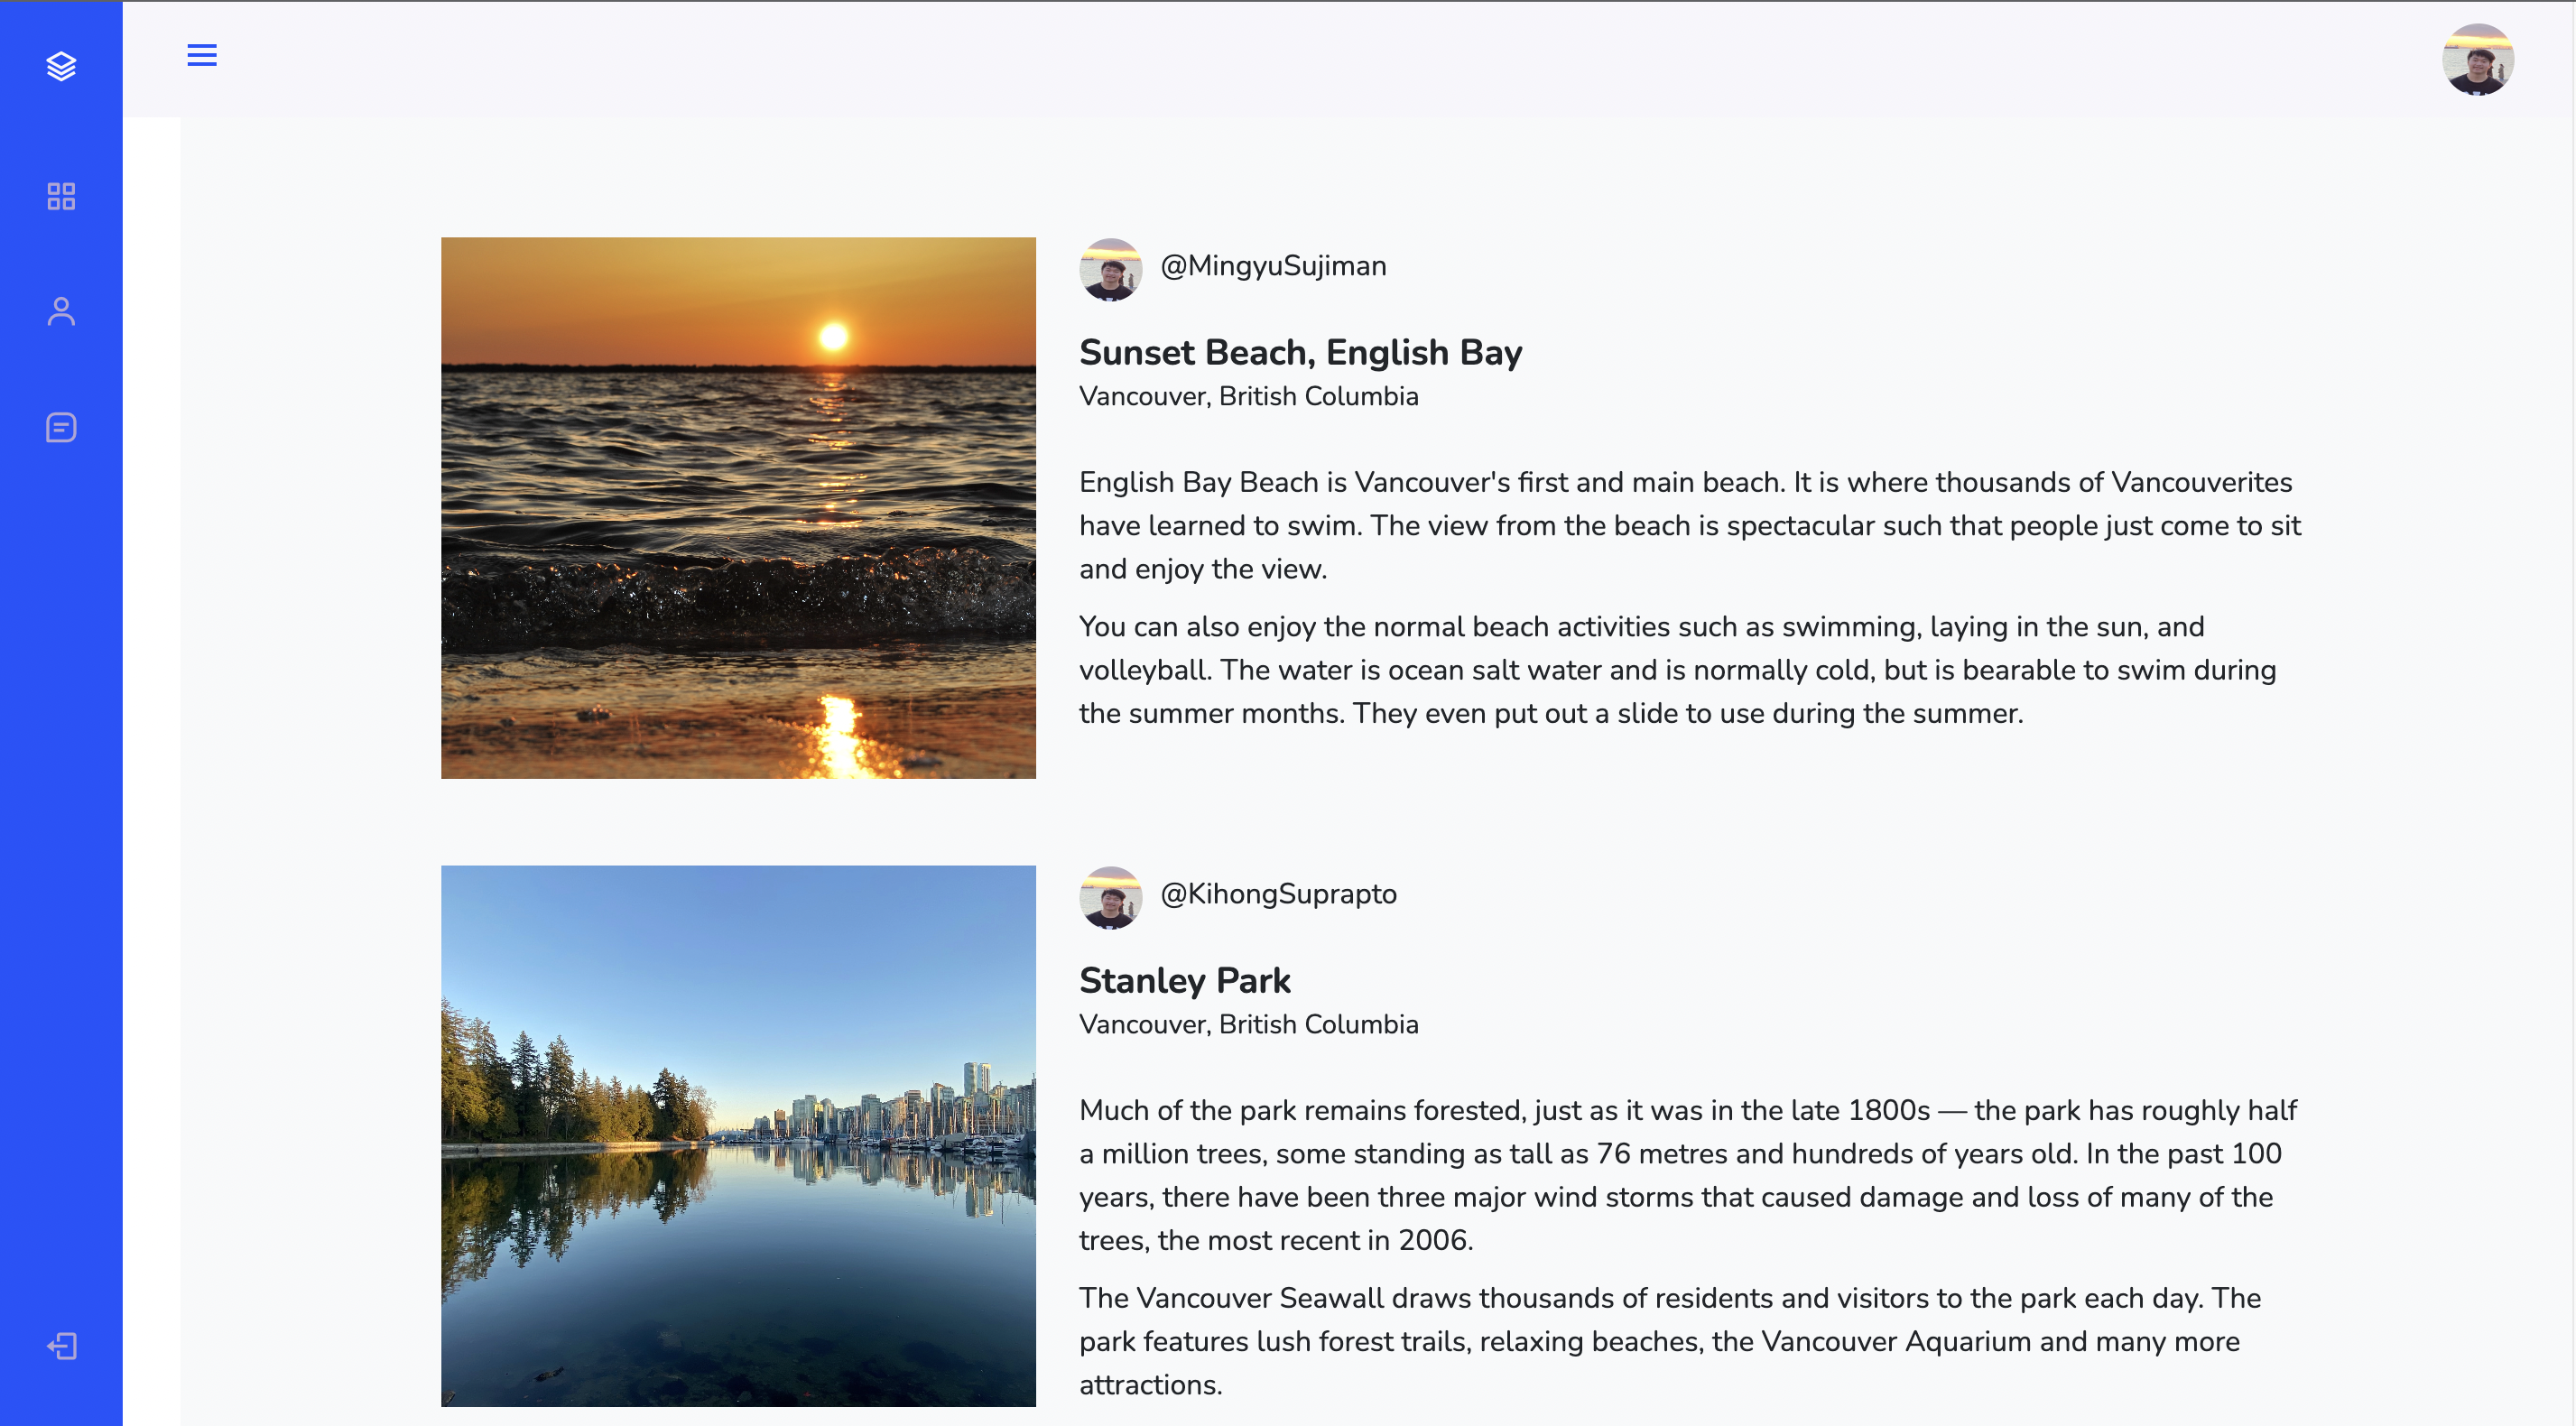 @MingyuSujiman
Sunset Beach, English Bay
Vancouver, British Columbia
English Bay Beach is Vancouver's first and main beach. It is where thousands of Vancouverites
have learned to swim. The view from the beach is spectacular such that people just come to sit
and enjoy the view.
You can also enjoy the normal beach activities such as swimming, laying in the sun, and
volleyball. The water is ocean salt water and is normally cold, but is bearable to swim during
the summer months. They even put out a slide to use during the summer.
@KihongSuprapto
Stanley Park
Vancouver, British Columbia
Much of the park remains forested, just as it was in the late 1800s — the park has roughly half
a million trees, some standing as tall as 76 metres and hundreds of years old. In the past 100
years, there have been three major wind storms that caused damage and loss of many of the
trees, the most recent in 2006.
The Vancouver Seawall draws thousands of residents and visitors to the park each day. The
park features lush forest trails, relaxing beaches, the Vancouver Aquarium and many more
attractions.